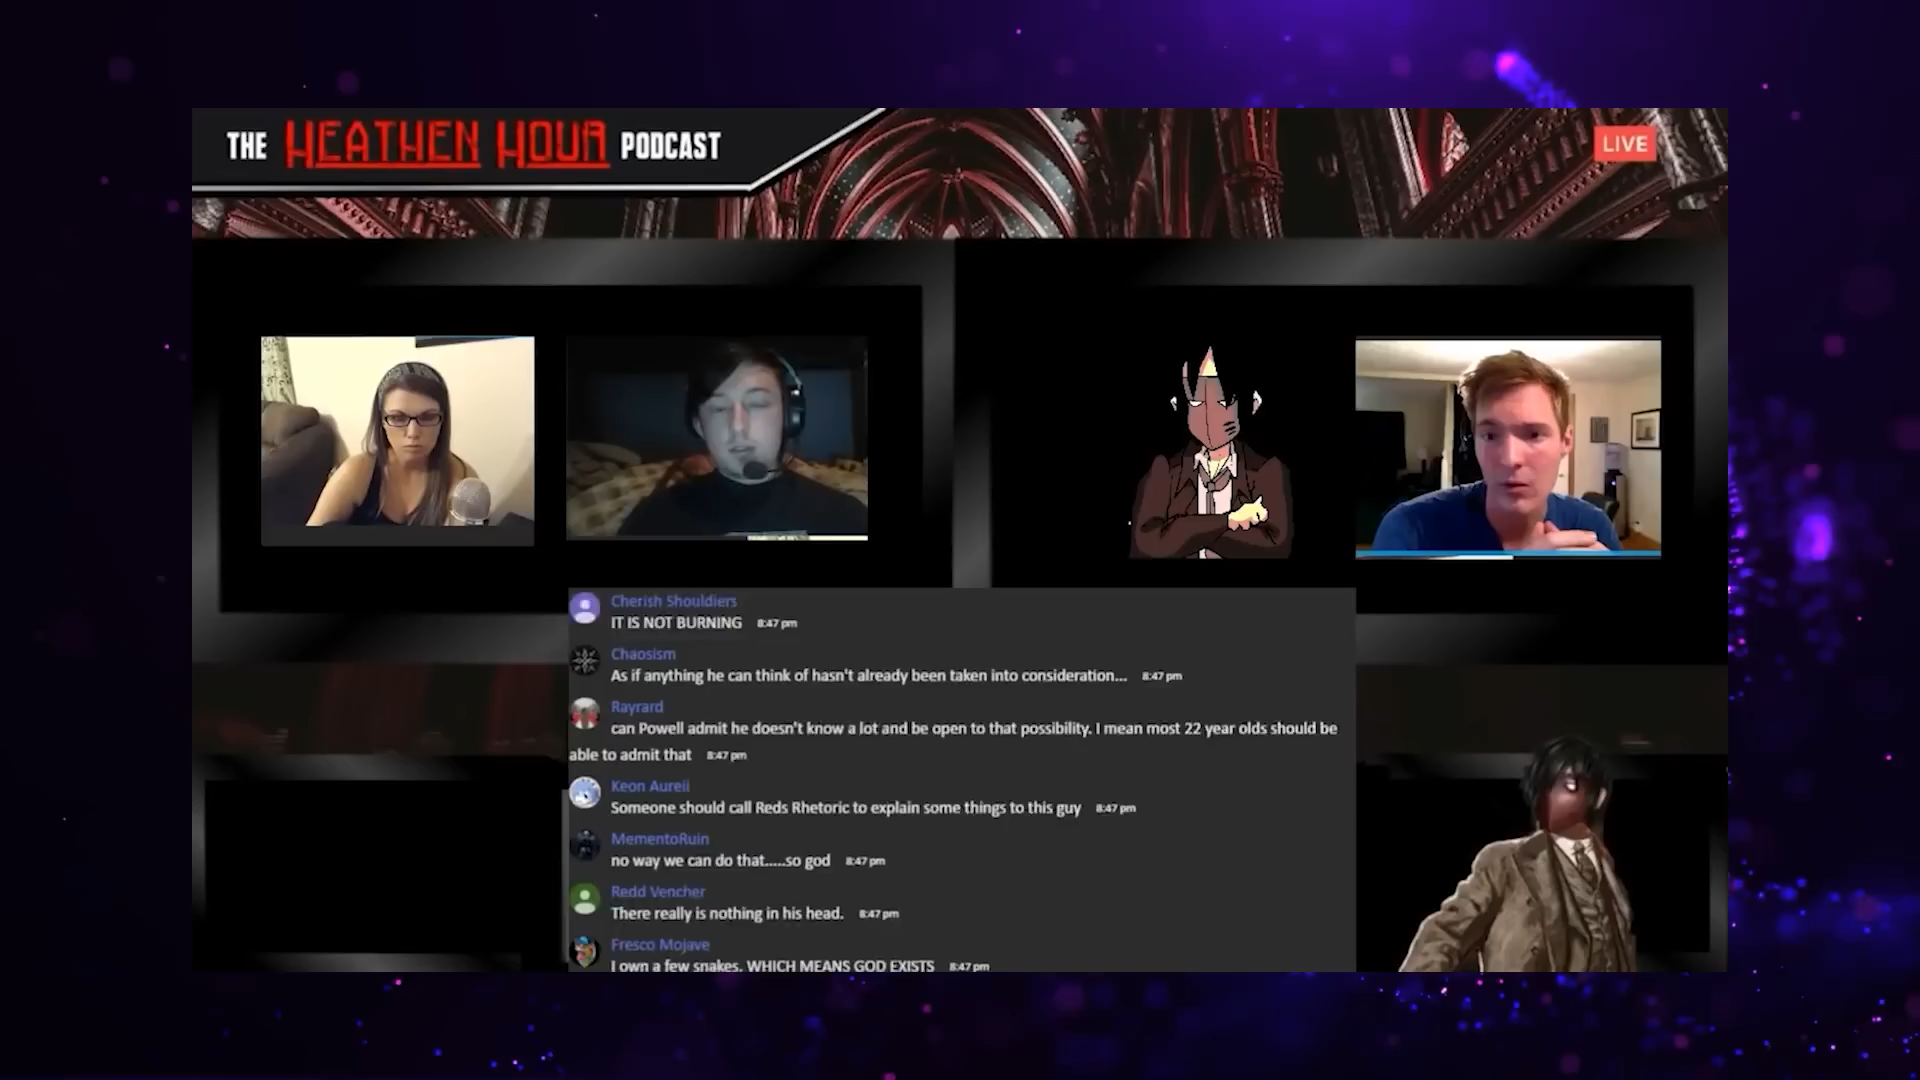 THE HEATHEN HOUR PODCAST
LIVE
Cherish Shouldiers
IT IS NOT BURNING 8:47 pm
Chaosism
As if anything he can think of hasn't already been taken into consideration... 8:47 pm
Rayrard
can Powell admit he doesn't know a lot and be open to that possibility. I mean most 22 year olds should be
able to admit that 8:47 pm
Keon Aureii
Someone should call Reds Rhetoric to explain some things to this guy 8:47 pm
MementoRuin
no way we can do that.....so god 8:47 pm
Redd Vencher
There really is nothing in his head. 8:47 pm
Fresco Mojave
I own a few snakes. WHICH MEANS GOD EXISTS 8:47 pm